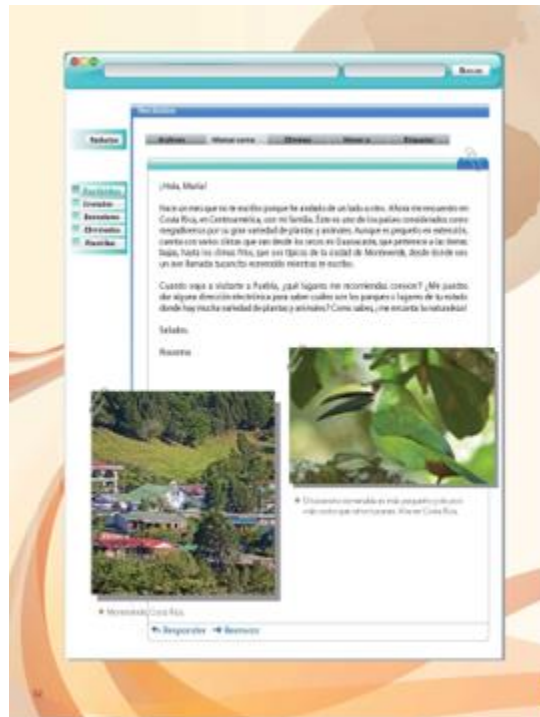 Buscar
Recibidos
Redactar
Archivar
Marcar como
Eliminar
Mover a
Etiquetas
Recibidos
Enviados
Borradores
Eliminados
¡Hola, María!
Hace un mes que no te escribo porque he andado de un lado a otro. Ahora me encuentro en
Costa Rica, en Centroamérica, con mi familia. Éste es uno de los países considerados como
megadiversos por su gran variedad de plantas y animales. Aunque es pequeño en extensión,
cuenta con varios climas que van desde los secos en Guanacaste, que pertenece a las tierras
bajas, hasta los climas fríos, que son típicos de la ciudad de Monteverde, desde donde veo
un ave llamada tucancito esmeralda mientras te escribo.
Cuando vaya a visitarte a Puebla, ¿qué lugares me recomiendas conocer? ¿Me puedes
dar alguna dirección electrónica para saber cuáles son los parques o lugares de tu estado
donde hay mucha variedad de plantas y animales? Como sabes, ¡me encanta la naturaleza!
Saludos,
El tucancito esmeralda es más pequeño y de pico
más corto que otros tucanes. Vive en Costa Rica.
Monteverde, Costa Rica.
Responder
Reenviar